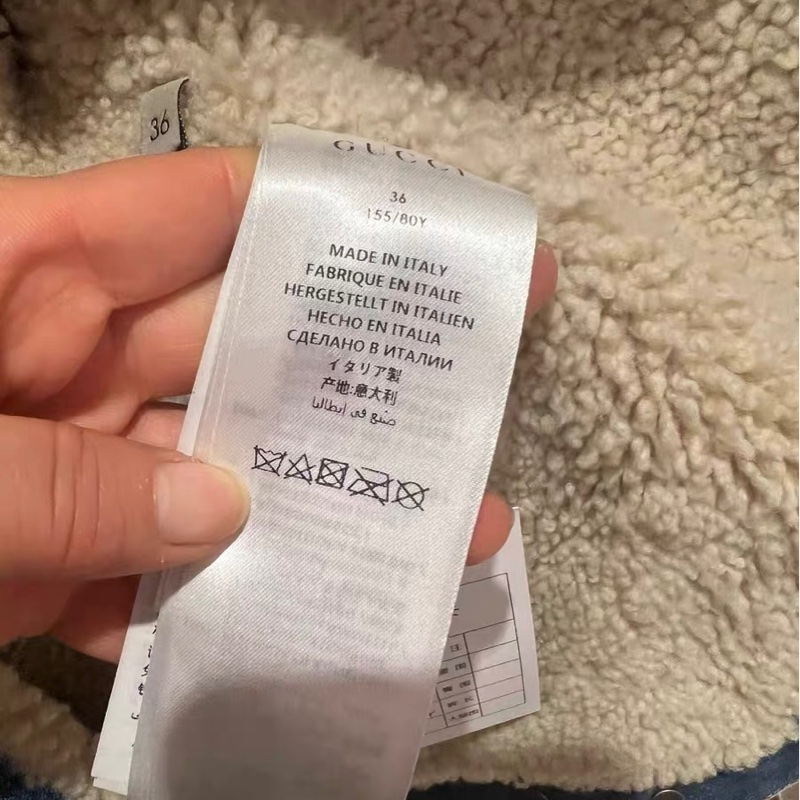 36
GUCCI
36
155/80Y
MADE IN ITALY
FABRIQUE EN ITALIE
HERGESTELLT IN ITALIEN
HECHO EN ITALIA
СДЕЛАНО В ИТАЛИИ
イタリア製
产地:意大利
صنع في إيطاليا